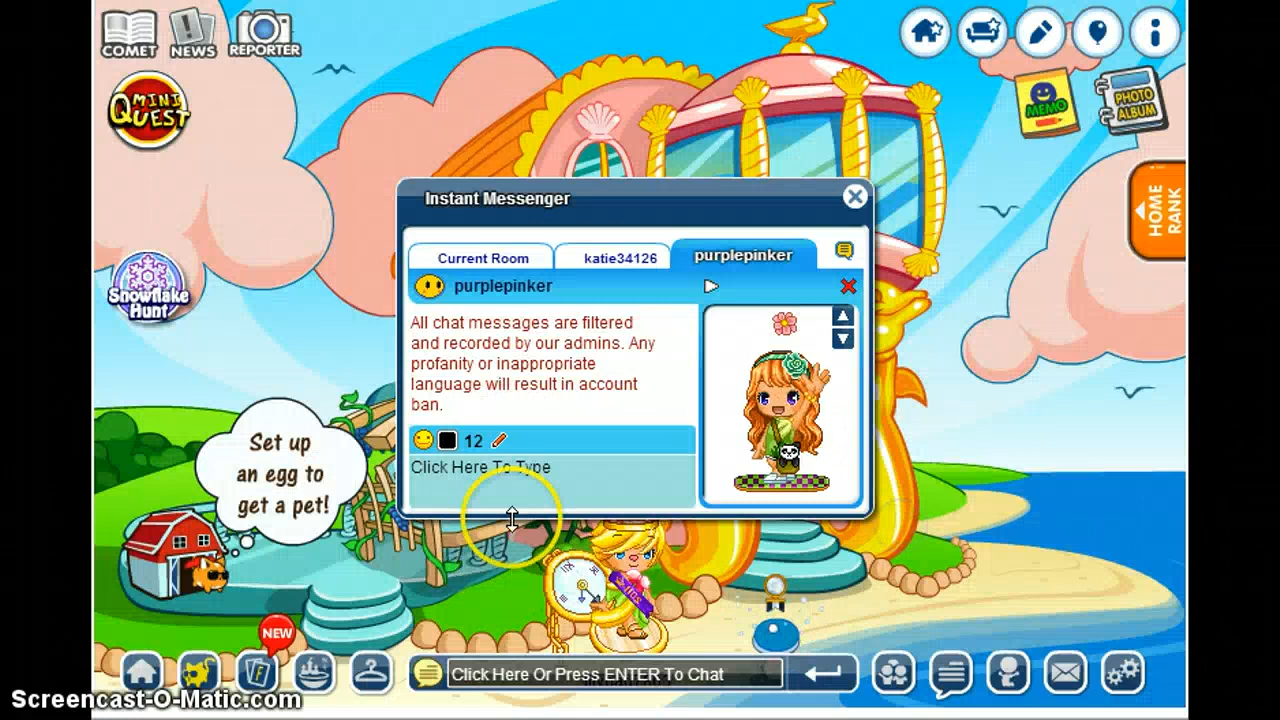 COMET
NEWS
REPORTER
MINI
QUEST
MEMO
PHOTO
ALBUM
HOME
RANK
Snowflake
Hunt
Instant Messenger
Current Room
katie34126
purplepinker
purplepinker
All chat messages are filtered
and recorded by our admins. Any
profanity or inappropriate
language will result in account
ban.
12
Click Here To Type
Set up
an egg to
get a pet!
NEW
Click Here Or Press ENTER To Chat
Screencast-O-Matic.com